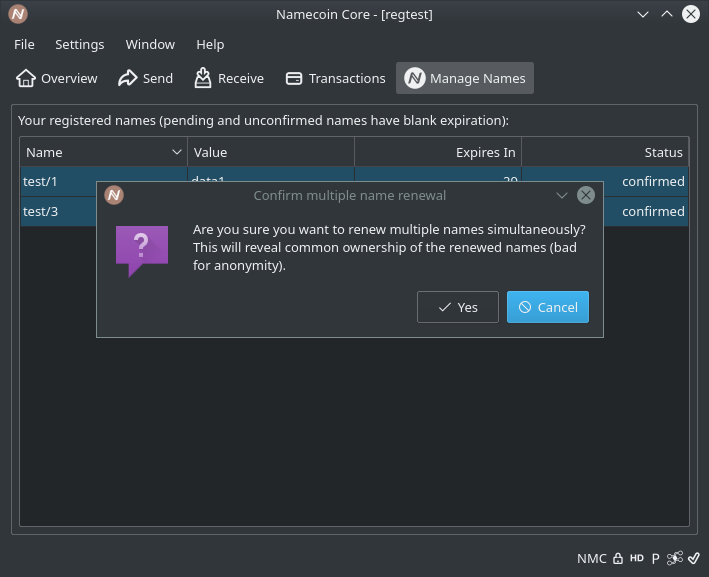 Namecoin Core - [regtest]
File Settings Window Help
Overview Send Receive Transactions Manage Names
Your registered names (pending and unconfirmed names have blank expiration):
Name Value Expires In Status
test/1 data1 confirmed
test/3 confirmed
Confirm multiple name renewal
Are you sure you want to renew multiple names simultaneously?
This will reveal common ownership of the renewed names (bad
for anonymity).
Yes Cancel
NMC HD P